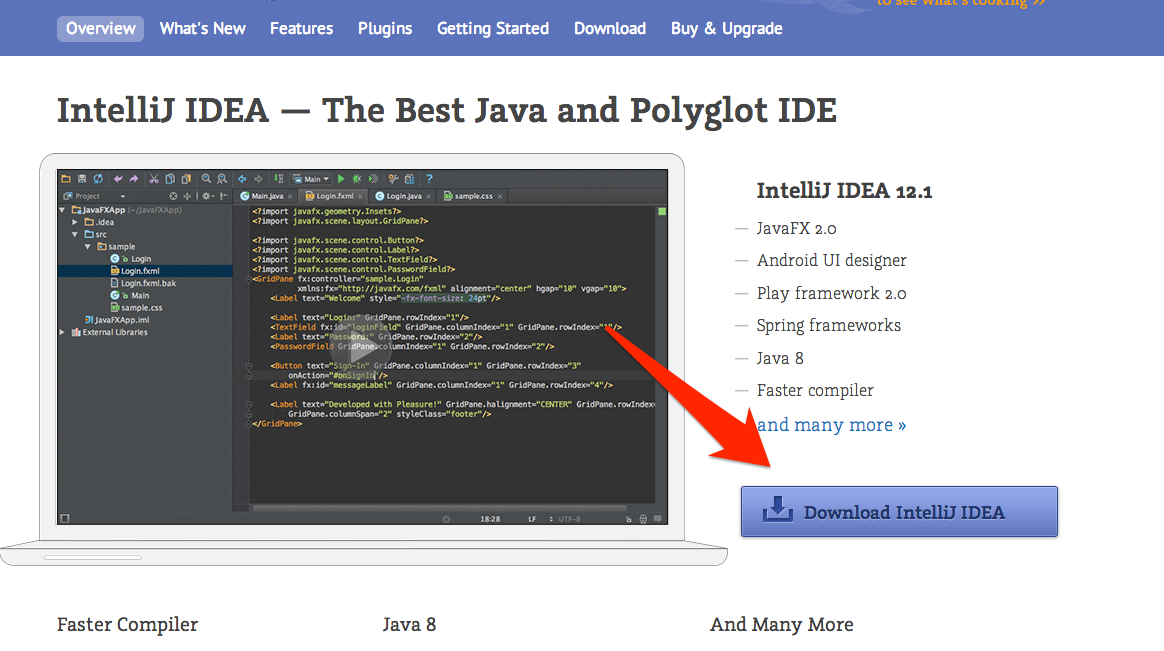 to see what's cooking »
Overview What's New Features Plugins Getting Started Download Buy & Upgrade
IntelliJ IDEA — The Best Java and Polyglot IDE
Main
Project
Main.java Login.fxml Login.java sample.css
JavaFXApp (~/JavaFXApp)
.idea
src
sample
Login
Login.fxml
Login.fxml.bak
Main
sample.css
JavaFXApp.iml
External Libraries
<?import javafx.geometry.Insets?>
<?import javafx.scene.layout.GridPane?>
<?import javafx.scene.control.Button?>
<?import javafx.scene.control.Label?>
<?import javafx.scene.control.TextField?>
<?import javafx.scene.control.PasswordField?>
<GridPane fx:controller="sample.Login"
xmlns:fx="http://javafx.com/fxml" alignment="center" hgap="10" vgap="10">
<Label text="Welcome" style="-fx-font-size: 24pt"/>
<Label text="Login:" GridPane.rowIndex="1"/>
<TextField fx:id="loginField" GridPane.columnIndex="1" GridPane.rowIndex="1"/>
<Label text="Password:" GridPane.rowIndex="2"/>
<PasswordField GridPane.columnIndex="1" GridPane.rowIndex="2"/>
<Button text="Sign-In" GridPane.columnIndex="1" GridPane.rowIndex="3"
onAction="#onSignIn"/>
<Label fx:id="messageLabel" GridPane.columnIndex="1" GridPane.rowIndex="4"/>
<Label text="Developed with Pleasure!" GridPane.halignment="CENTER" GridPane.rowIndex=
GridPane.columnSpan="2" styleClass="footer"/>
</GridPane>
18:28 LF UTF-8
IntelliJ IDEA 12.1
— JavaFX 2.0
— Android UI designer
— Play framework 2.0
— Spring frameworks
— Java 8
— Faster compiler
and many more »
Download IntelliJ IDEA
Faster Compiler Java 8 And Many More